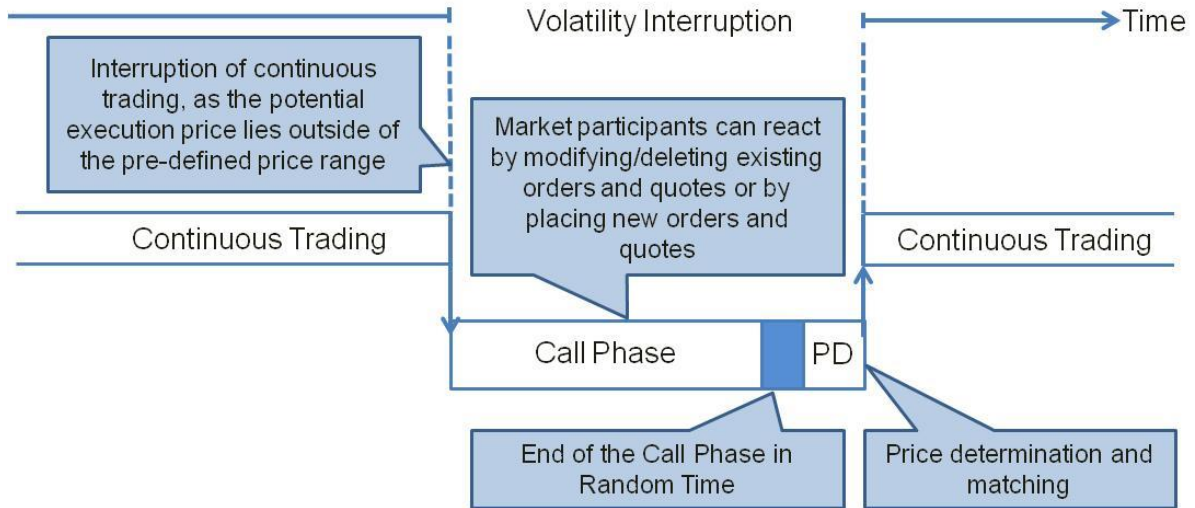 Volatility Interruption
Time
Interruption of continuous
trading, as the potential
execution price lies outside of
the pre-defined price range
Market participants can react
by modifying/deleting existing
orders and quotes or by
placing new orders and
quotes
Continuous Trading
Continuous Trading
Call Phase
PD
End of the Call Phase in
Random Time
Price determination and
matching